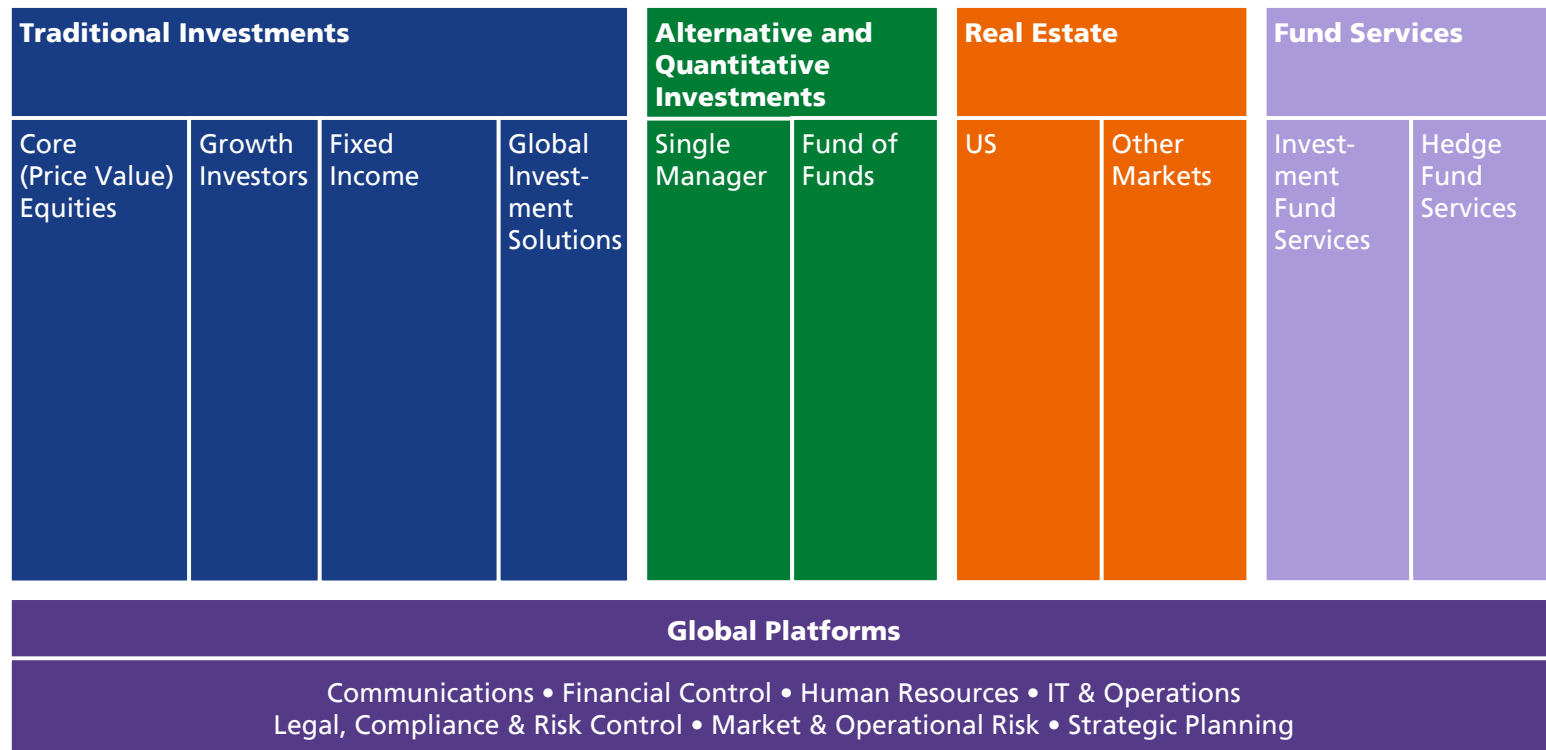 Traditional Investments
Core
(Price Value)
Equities
Growth
Investors
Fixed
Income
Global
Invest-
ment
Solutions
Alternative and
Quantitative
Investments
Single
Manager
Fund of
Funds
Real Estate
US
Other
Markets
Fund Services
Invest-
ment
Fund
Services
Hedge
Fund
Services
Global Platforms
Communications • Financial Control • Human Resources • IT & Operations
Legal, Compliance & Risk Control • Market & Operational Risk • Strategic Planning